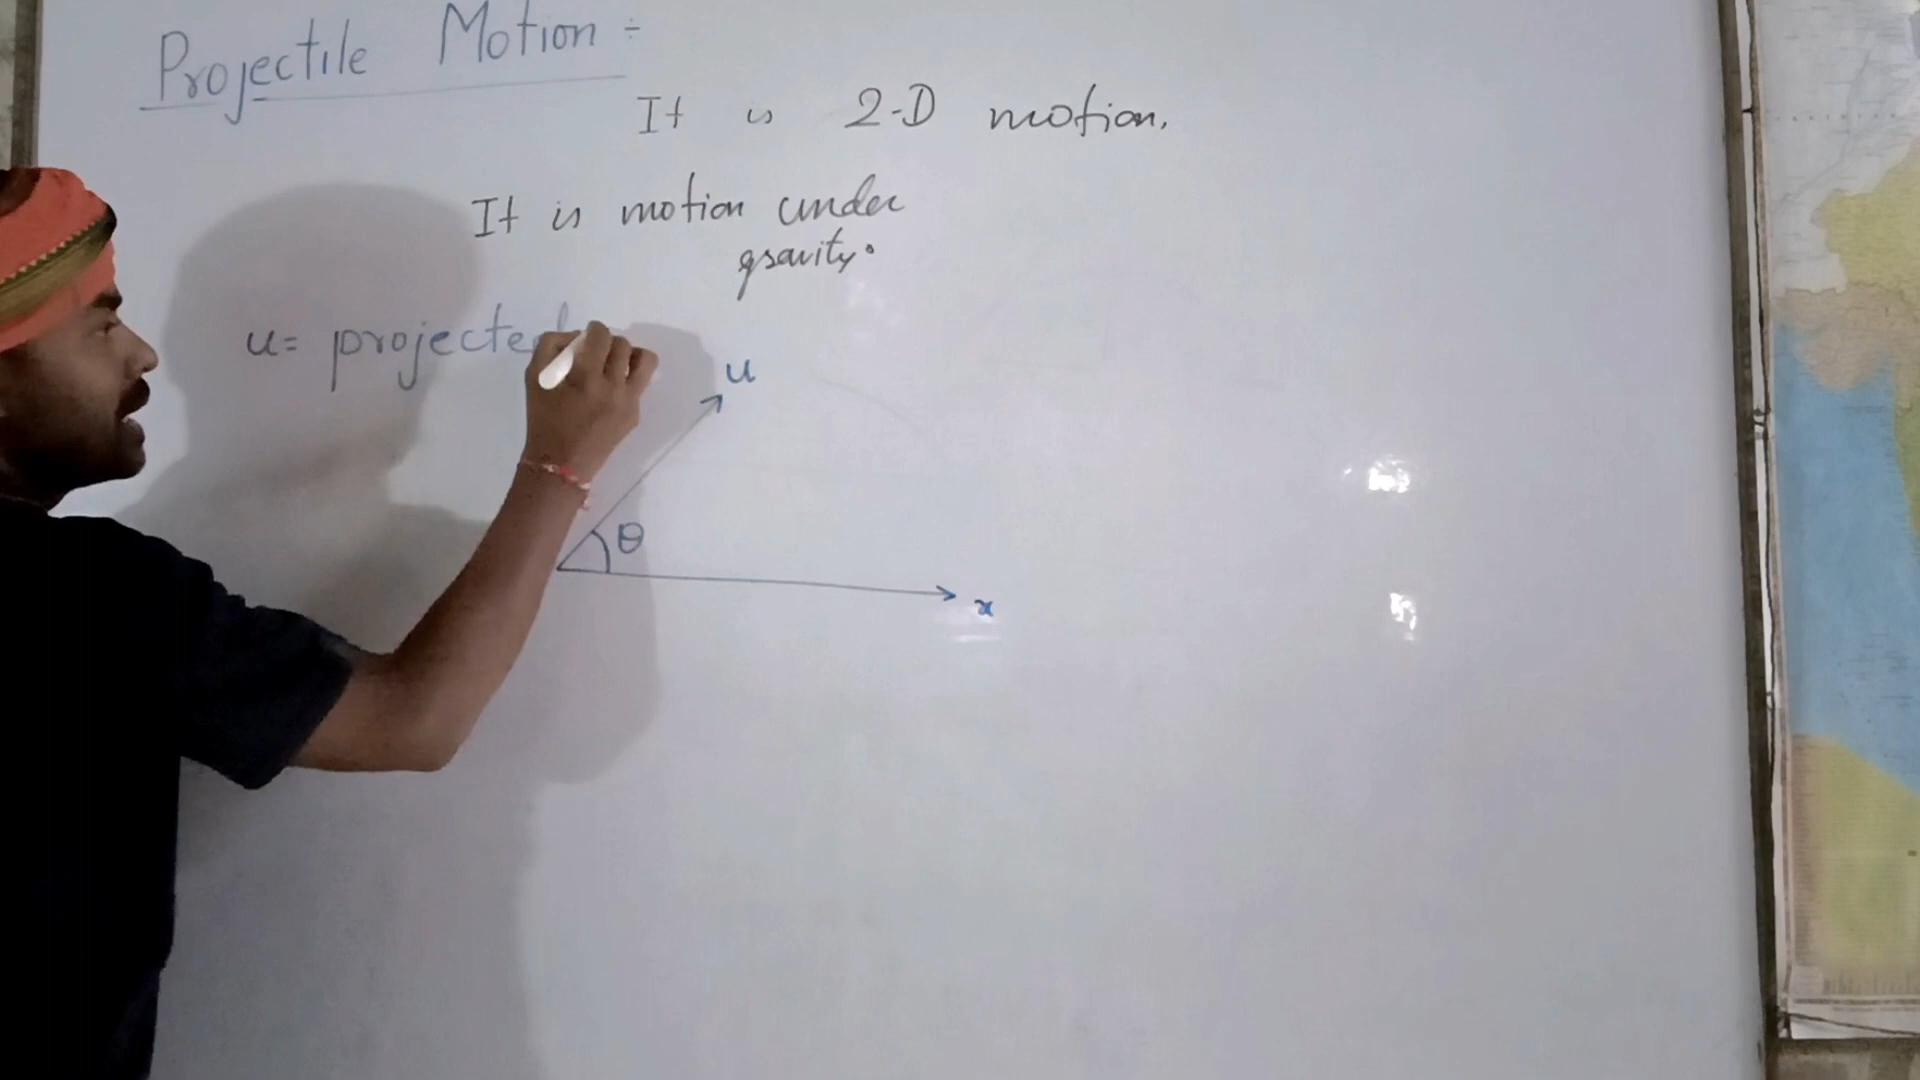 Projectile Motion :-
It is 2-D motion.
It is motion under
gravity.
u= projected
u
θ
x